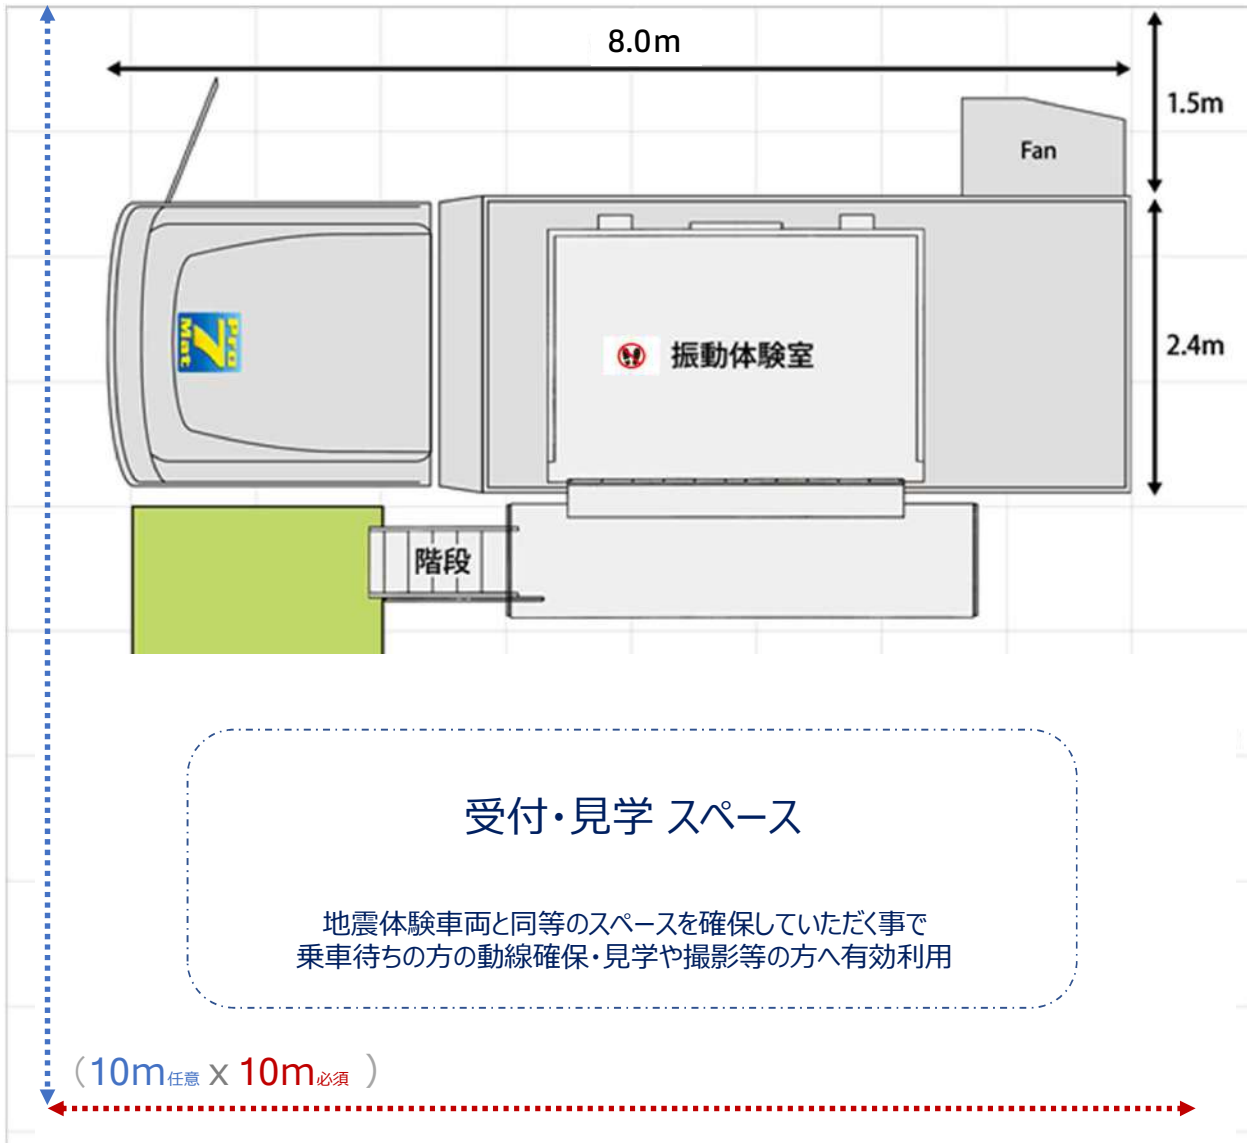 8.0m
1.5m
Fan
Pro
7
Mat
振動体験室
2.4m
階段
受付・見学 スペース
地震体験車両と同等のスペースを確保していただく事で
乗車待ちの方の動線確保・見学や撮影等の方へ有効利用
（10m任意 x 10m必須 ）